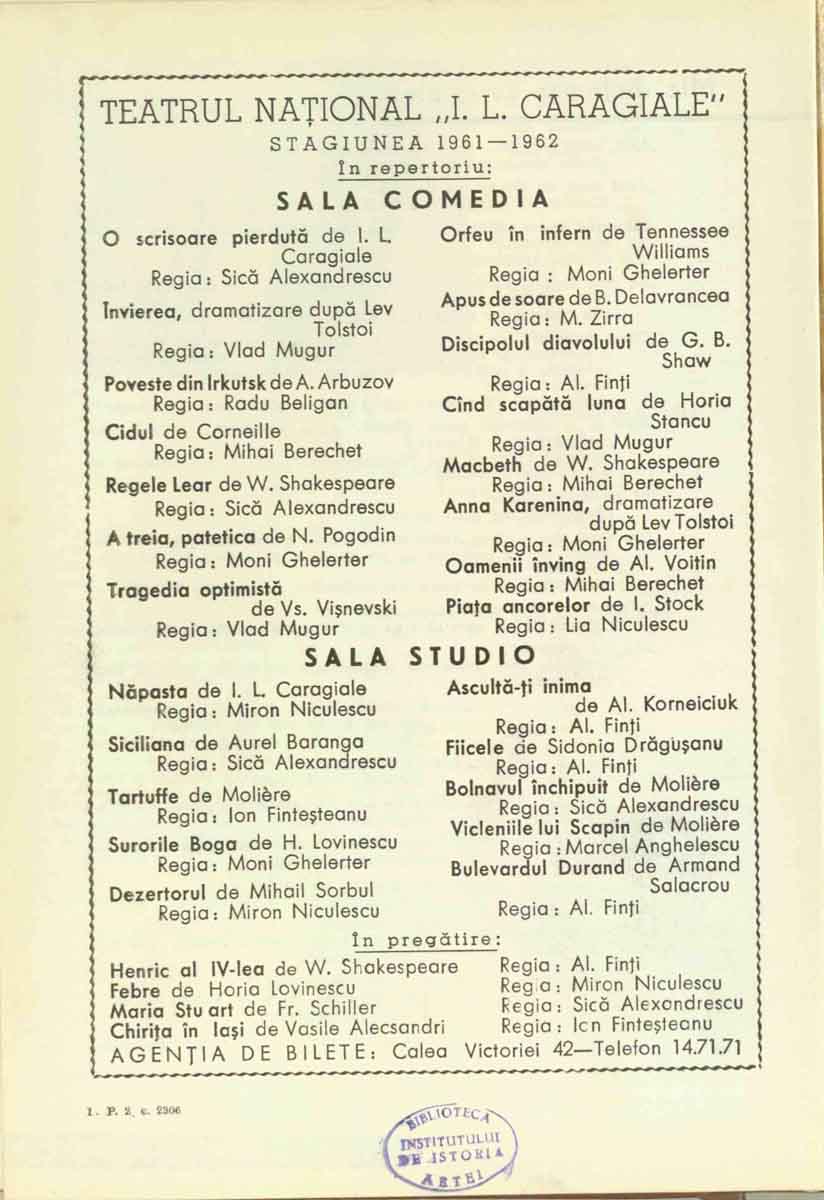 TEATRUL NAȚIONAL „I. L. CARAGIALE"
STAGIUNEA 1961—1962
În repertoriu:
SALA COMEDIA
O scrisoare pierdută de I. L.
Caragiale
Regia: Sică Alexandrescu
Învierea, dramatizare după Lev
Tolstoi
Regia: Vlad Mugur
Poveste din Irkutsk de A. Arbuzov
Regia: Radu Beligan
Cidul de Corneille
Regia: Mihai Berechet
Regele Lear de W. Shakespeare
Regia: Sică Alexandrescu
A treia, patetica de N. Pogodin
Regia: Moni Ghelerter
Tragedia optimistă
de Vs. Vișnevski
Regia: Vlad Mugur
Orfeu în infern de Tennessee
Williams
Regia : Moni Ghelerter
Apus de soare de B. Delavrancea
Regia: M. Zirra
Discipolul diavolului de G. B.
Shaw
Regia: Al. Finți
Cînd scapătă luna de Horia
Stancu
Regia: Vlad Mugur
Macbeth de W. Shakespeare
Regia: Mihai Berechet
Anna Karenina, dramatizare
după Lev Tolstoi
Regia: Moni Ghelerter
Oamenii înving de Al. Voitin
Regia: Mihai Berechet
Piața ancorelor de I. Stock
Regia: Lia Niculescu
SALA STUDIO
Năpasta de I. L. Caragiale
Regia: Miron Niculescu
Siciliana de Aurel Baranga
Regia: Sică Alexandrescu
Tartuffe de Molière
Regia: Ion Finteșteanu
Surorile Boga de H. Lovinescu
Regia: Moni Ghelerter
Dezertorul de Mihail Sorbul
Regia: Miron Niculescu
Ascultă-ți inima
de Al. Korneiciuk
Regia: Al. Finți
Fiicele de Sidonia Drăgușanu
Regia: Al. Finți
Bolnavul închipuit de Molière
Regia: Sică Alexandrescu
Vicleniile lui Scapin de Molière
Regia: Marcel Anghelescu
Bulevardul Durand de Armand
Salacrou
Regia: Al. Finți
În pregătire:
Henric al IV-lea de W. Shakespeare Regia: Al. Finți
Febre de Horia Lovinescu Regia: Miron Niculescu
Maria Stuart de Fr. Schiller Regia: Sică Alexandrescu
Chirița în Iași de Vasile Alecsandri Regia: Ion Finteșteanu
AGENȚIA DE BILETE: Calea Victoriei 42—Telefon 14.71.71
I. P. 2, c. 2306
BIBLIOTECA
INSTITUTULUI
DE ISTORIA
ARTEI